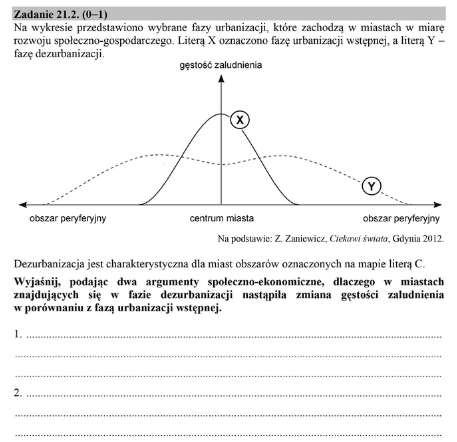 Zadanie 21.2. (0–1)
Na wykresie przedstawiono wybrane fazy urbanizacji, które zachodzą w miastach w miarę
rozwoju społeczno-gospodarczego. Literą X oznaczono fazę urbanizacji wstępnej, a literą Y –
fazę dezurbanizacji.
gęstość zaludnienia
X
Y
obszar peryferyjny
centrum miasta
obszar peryferyjny
Na podstawie: Z. Zaniewicz, Ciekawi świata, Gdynia 2012.
Dezurbanizacja jest charakterystyczna dla miast obszarów oznaczonych na mapie literą C.
Wyjaśnij, podając dwa argumenty społeczno-ekonomiczne, dlaczego w miastach
znajdujących się w fazie dezurbanizacji nastąpiła zmiana gęstości zaludnienia
w porównaniu z fazą urbanizacji wstępnej.
1.
2.